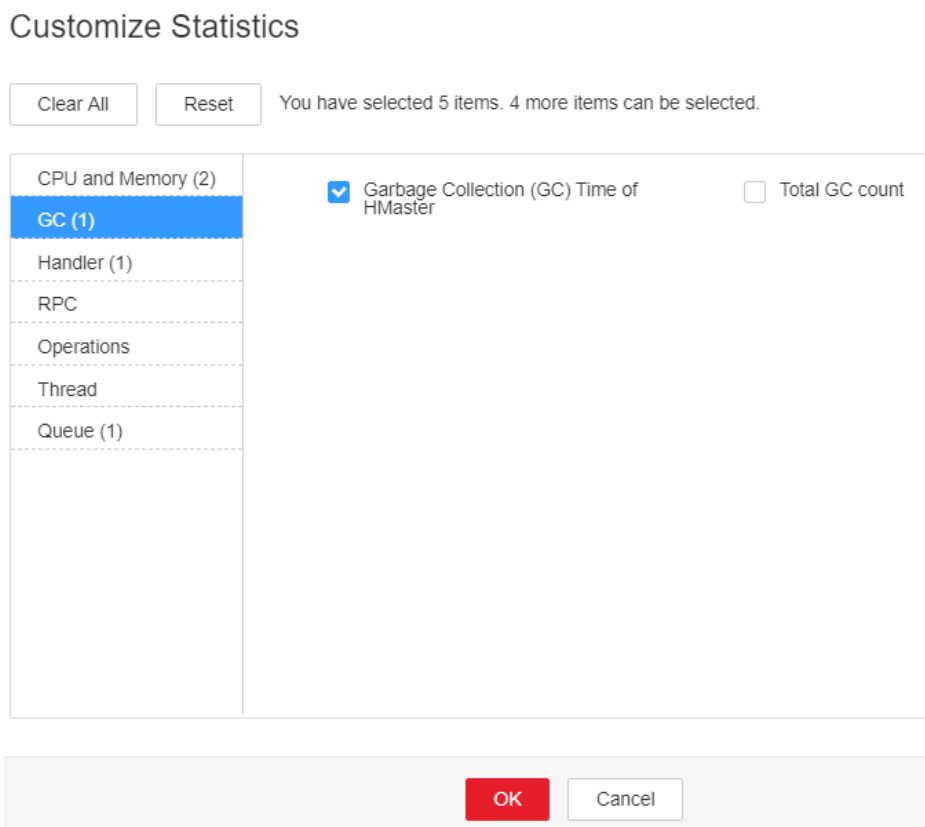 Customize Statistics
Clear All
Reset
You have selected 5 items. 4 more items can be selected.
CPU and Memory (2)
GC (1)
Handler (1)
RPC
Operations
Thread
Queue (1)
Garbage Collection (GC) Time of
HMaster
Total GC count
OK
Cancel